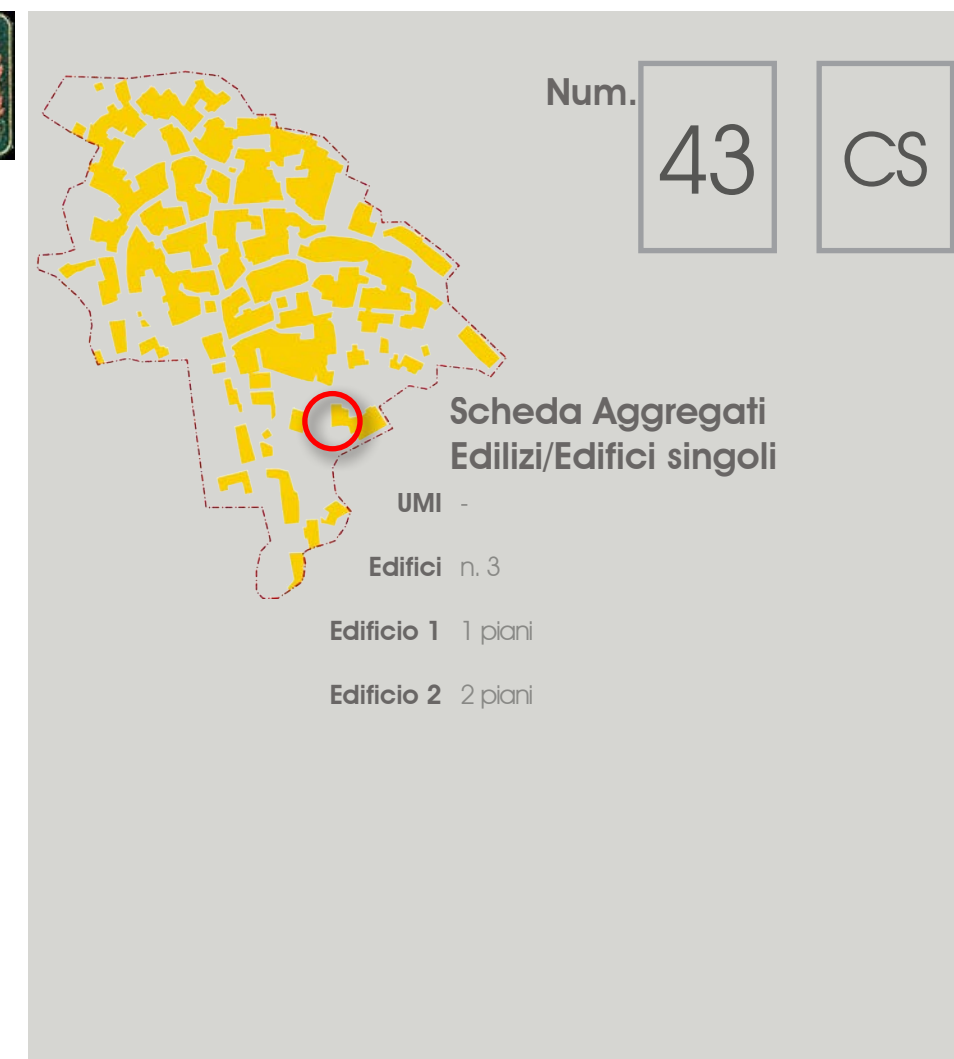 Num.
43
CS
Scheda Aggregati
Edilizi/Edifici singoli
UMI -
Edifici n. 3
Edificio 1 1 piani
Edificio 2 2 piani